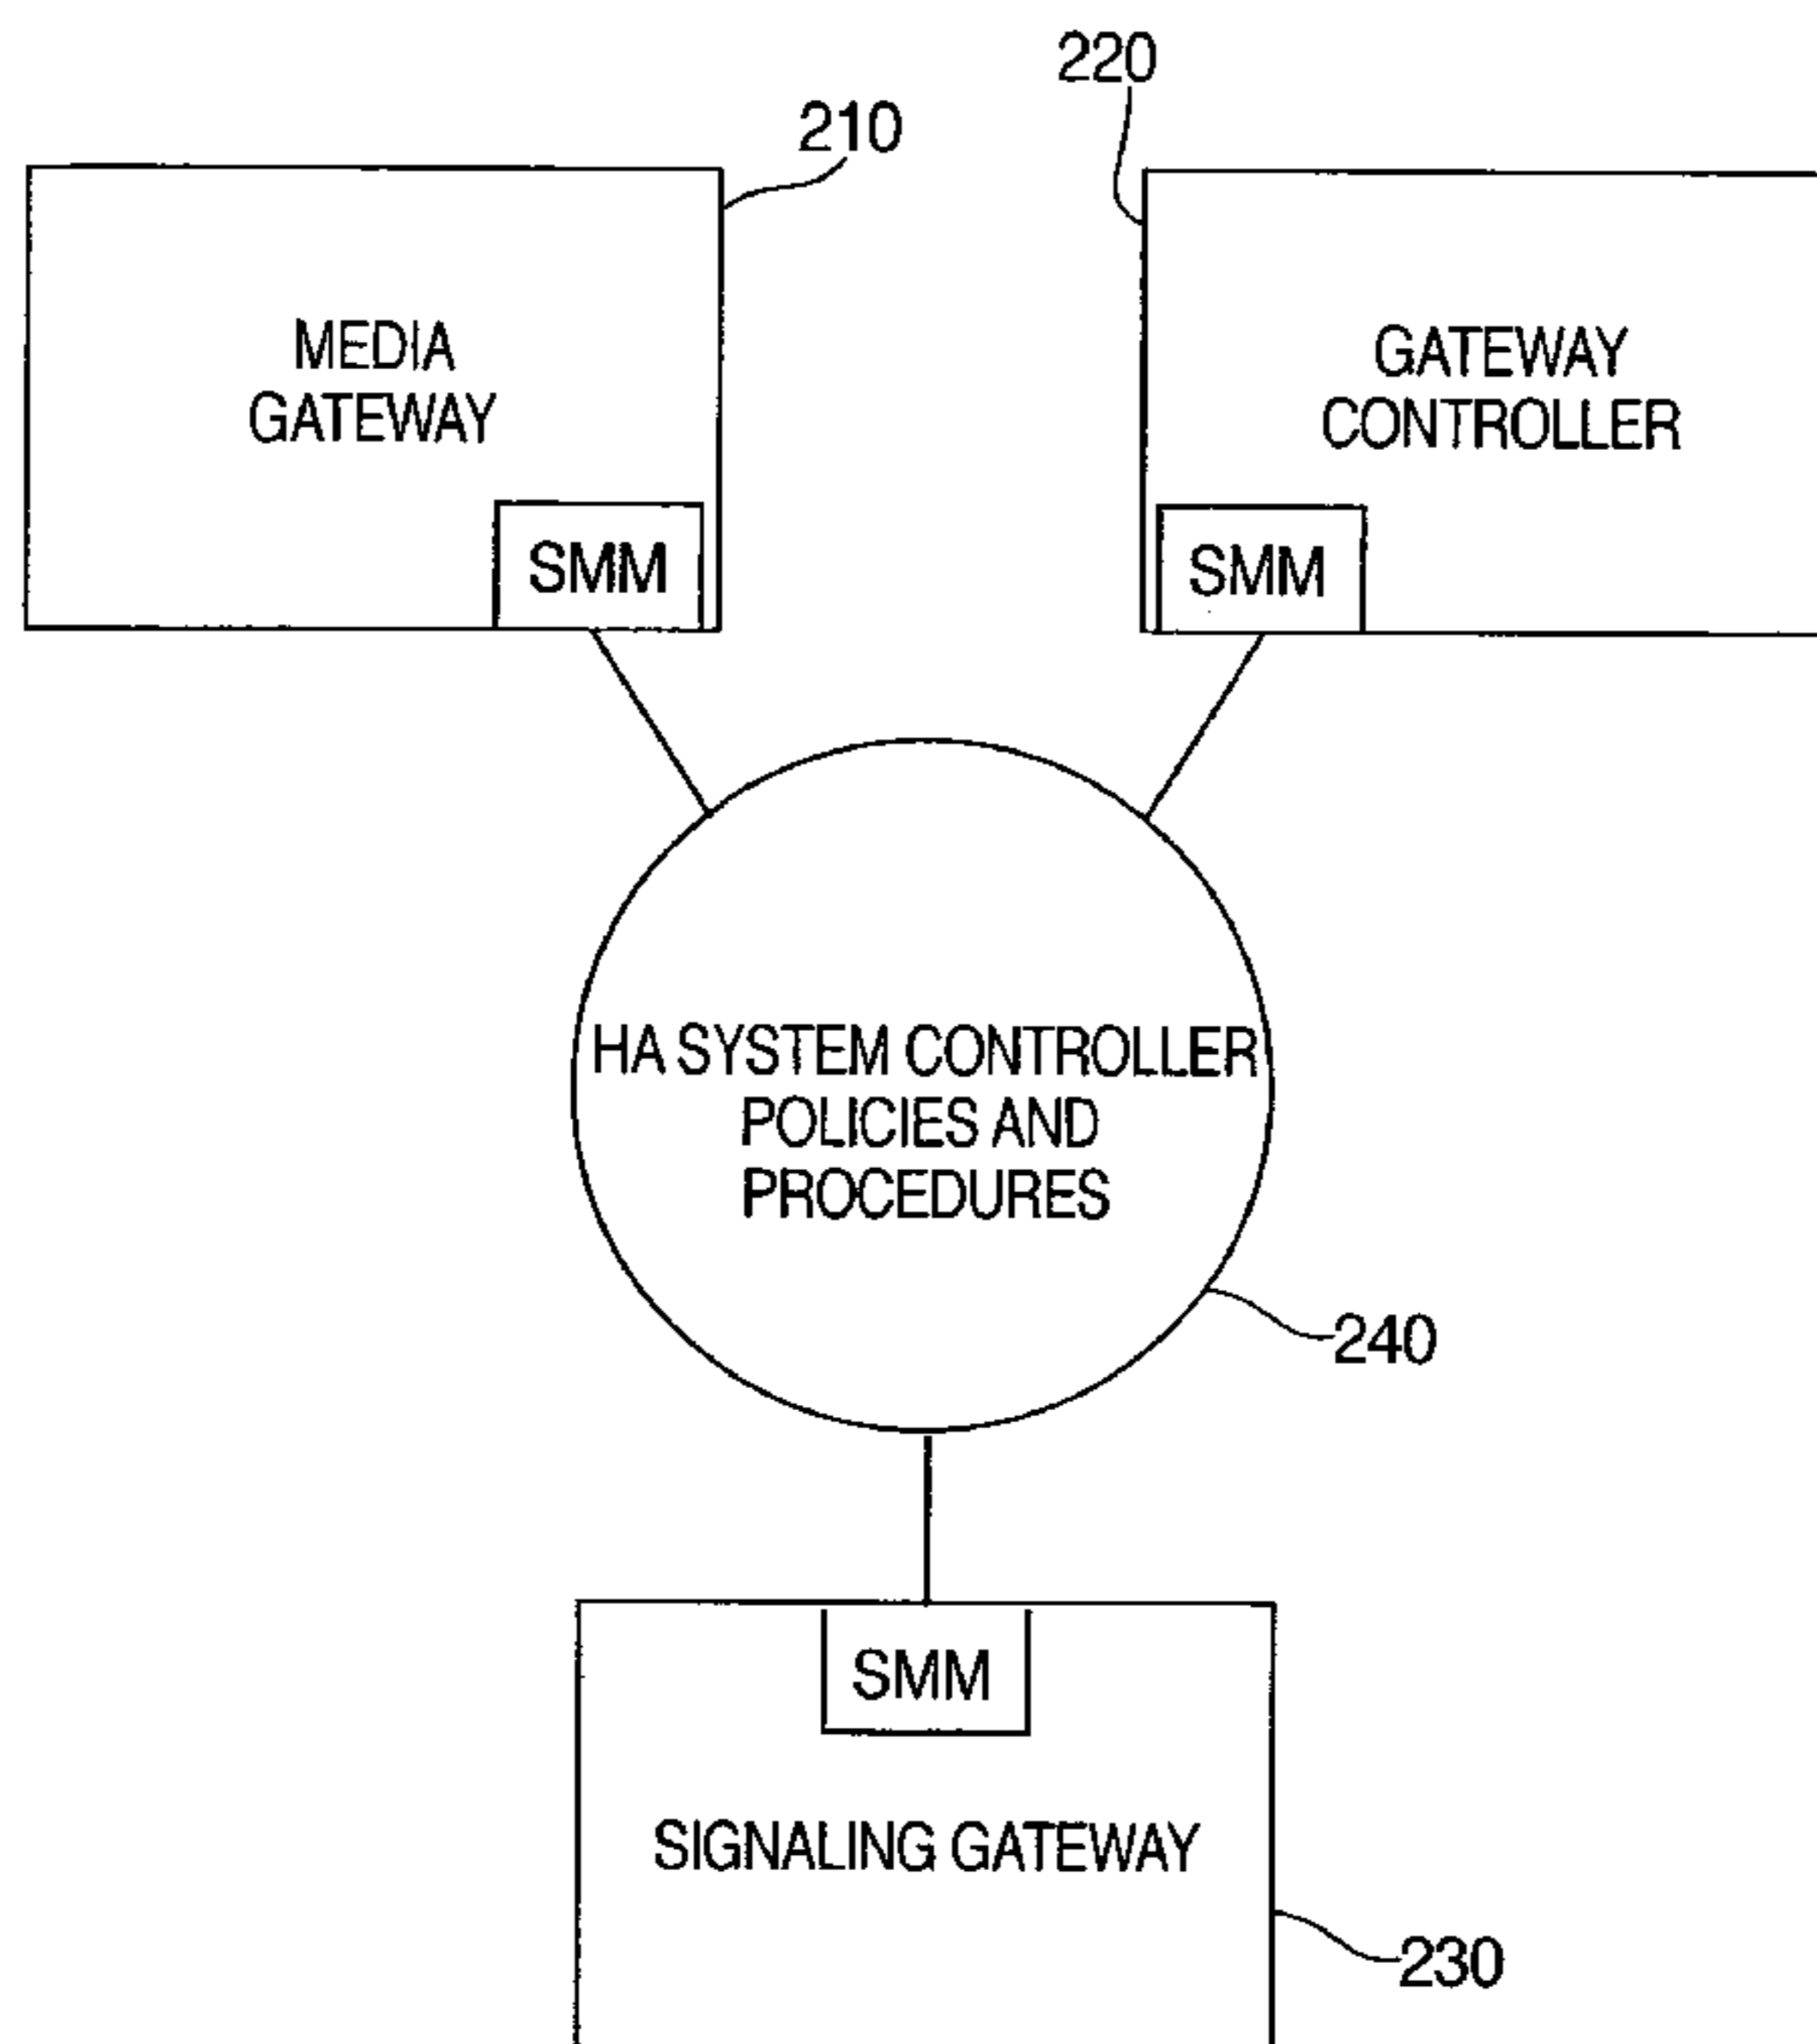 220
210
MEDIA
GATEWAY
SMM
GATEWAY
CONTROLLER
SMM
HA SYSTEM CONTROLLER
POLICIES AND
PROCEDURES
240
SMM
SIGNALING GATEWAY
230